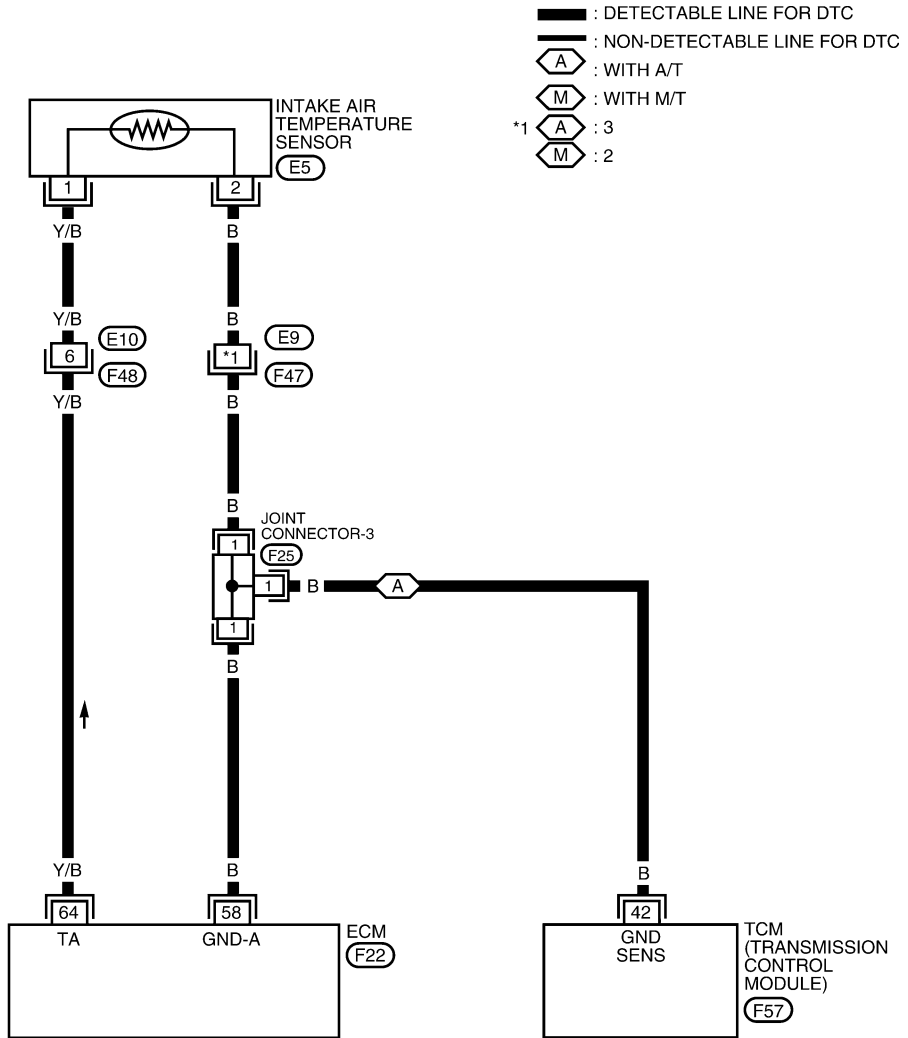 : DETECTABLE LINE FOR DTC
: NON-DETECTABLE LINE FOR DTC
A : WITH A/T
M : WITH M/T
*1 A : 3
M : 2
INTAKE AIR
TEMPERATURE
SENSOR
E5
1 2
Y/B B
Y/B B
6 E10 *1 E9
F48 F47
Y/B B
B
JOINT
CONNECTOR-3
F25
1
1 B A
1
B
Y/B B B
64 58 42
TA GND-A
ECM
F22
GND
SENS
TCM
(TRANSMISSION
CONTROL
MODULE)
F57